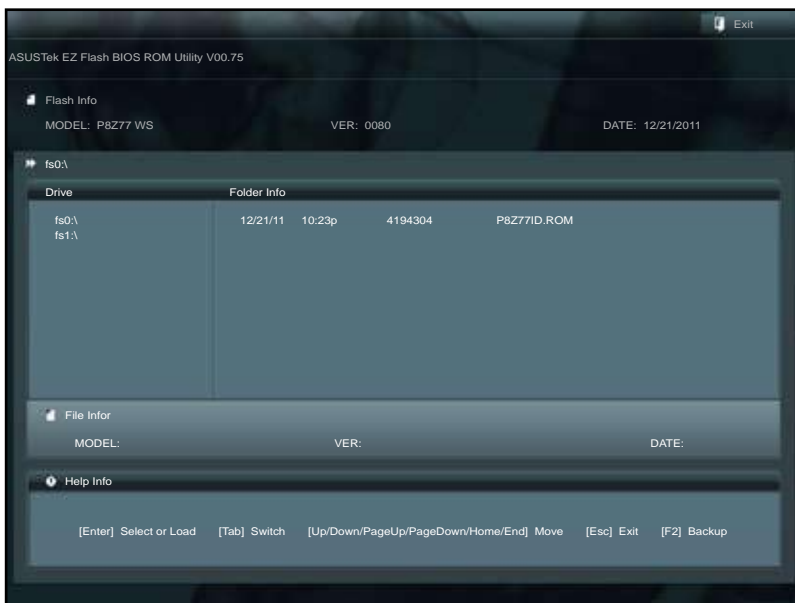 Exit
ASUSTek EZ Flash BIOS ROM Utility V00.75
Flash Info
MODEL: P8Z77 WS VER: 0080 DATE: 12/21/2011
fs0:\
Drive Folder Info
fs0:\ 12/21/11 10:23p 4194304 P8Z77ID.ROM
fs1:\
File Infor
MODEL: VER: DATE:
Help Info
[Enter] Select or Load [Tab] Switch [Up/Down/PageUp/PageDown/Home/End] Move [Esc] Exit [F2] Backup